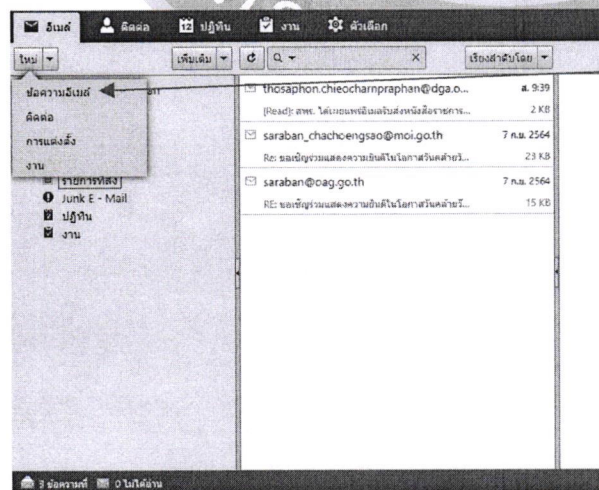 อีเมล์ ติดต่อ 12 ปฏิทิน งาน ตัวเลือก
ใหม่ เพิ่มเติม เรียงลำดับโดย
ข้อความอีเมล์
ติดต่อ
การแต่งตั้ง
งาน
รายการที่ส่ง
Junk E - Mail
ปฏิทิน
งาน
thosaphon.chieocharnpraphan@dga.o... ส. 9:39
[Read]: สพร. ได้เผยแพร่อีเมลรับส่งหนังสือราชการ... 2 KB
saraban_chachoengsao@moi.go.th 7 ก.ย. 2564
Re: ขอเชิญร่วมแสดงความยินดีในโอกาสวันคล้ายวั... 23 KB
saraban@oag.go.th 7 ก.ย. 2564
RE: ขอเชิญร่วมแสดงความยินดีในโอกาสวันคล้ายวั... 15 KB
3 ข้อความที่ 0 ไม่ได้อ่าน